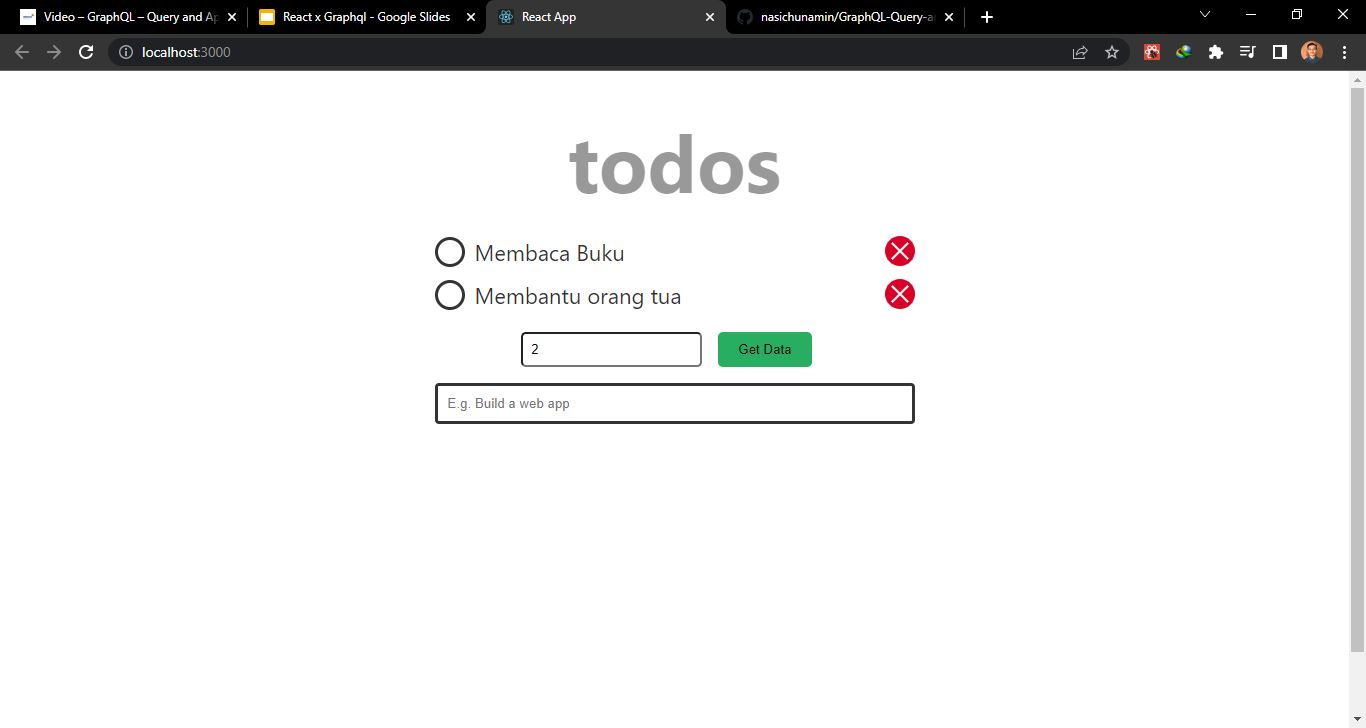 Video – GraphQL – Query and Ap
React x Graphql - Google Slides
React App
nasichunamin/GraphQL-Query-a
localhost:3000
todos
Membaca Buku
Membantu orang tua
2
Get Data
E.g. Build a web app